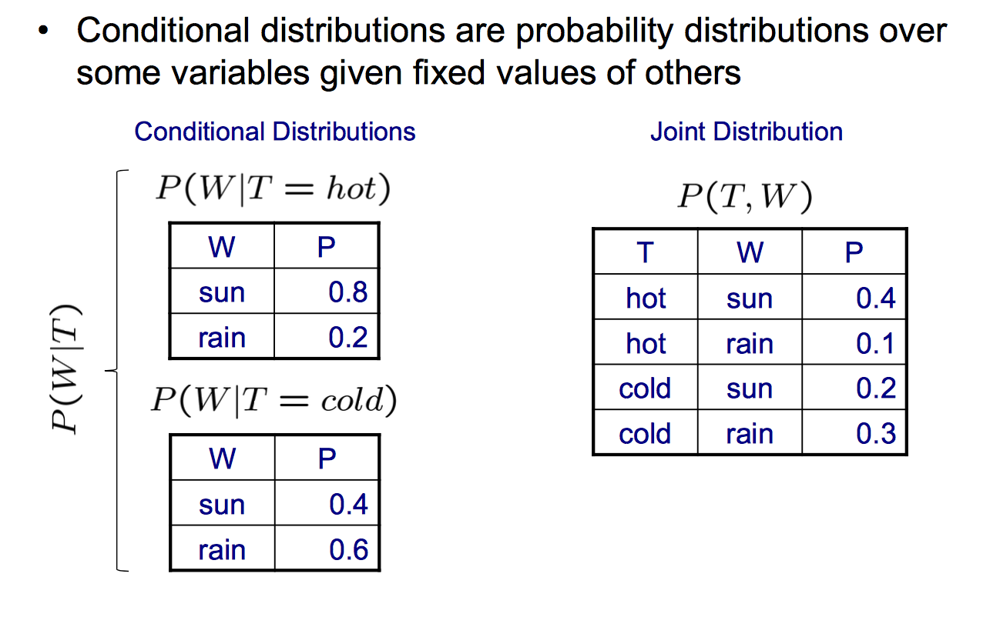 • Conditional distributions are probability distributions over
some variables given fixed values of others
Conditional Distributions
P(W|T)
P(W|T = hot)
W P
sun 0.8
rain 0.2
P(W|T = cold)
W P
sun 0.4
rain 0.6
Joint Distribution
P(T, W)
T W P
hot sun 0.4
hot rain 0.1
cold sun 0.2
cold rain 0.3